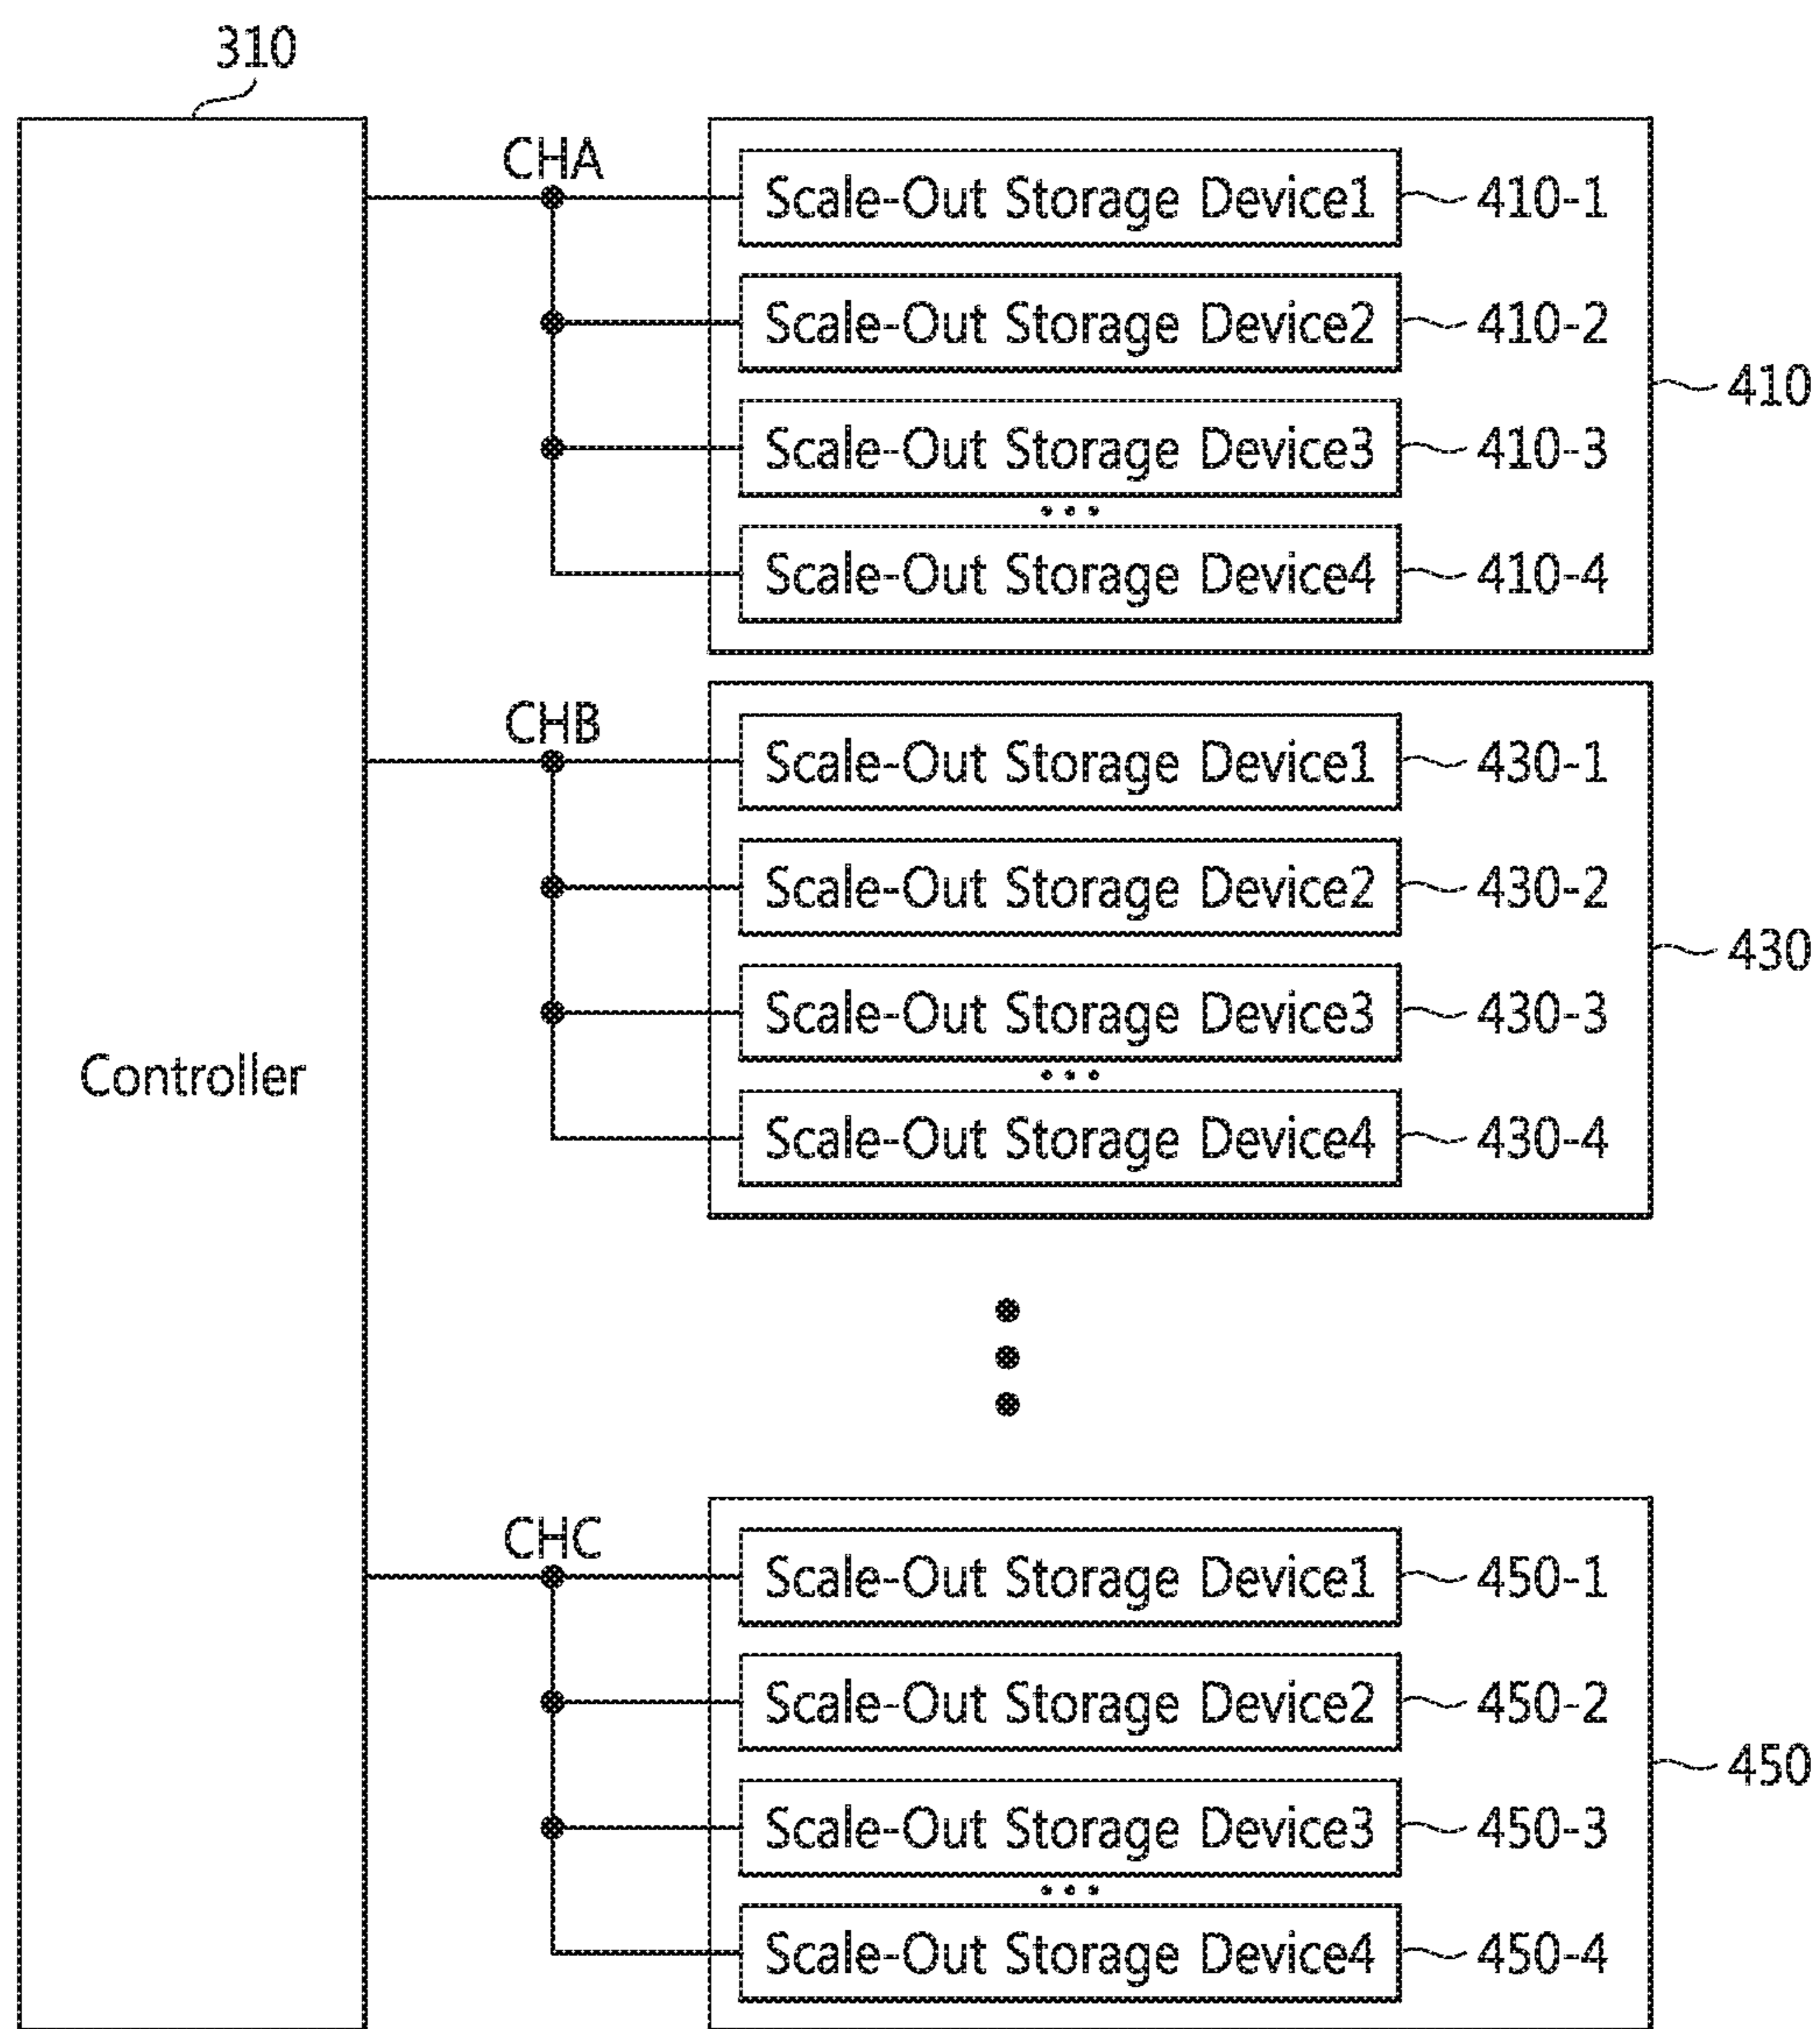 310
CHA
Scale-Out Storage Device1 410-1
Scale-Out Storage Device2 410-2
410
Scale-Out Storage Device3 410-3
...
Scale-Out Storage Device4 410-4
CHB
Scale-Out Storage Device1 430-1
Scale-Out Storage Device2 430-2
430
Scale-Out Storage Device3 430-3
Controller
...
Scale-Out Storage Device4 430-4
CHC
Scale-Out Storage Device1 450-1
Scale-Out Storage Device2 450-2
450
Scale-Out Storage Device3 450-3
...
Scale-Out Storage Device4 450-4